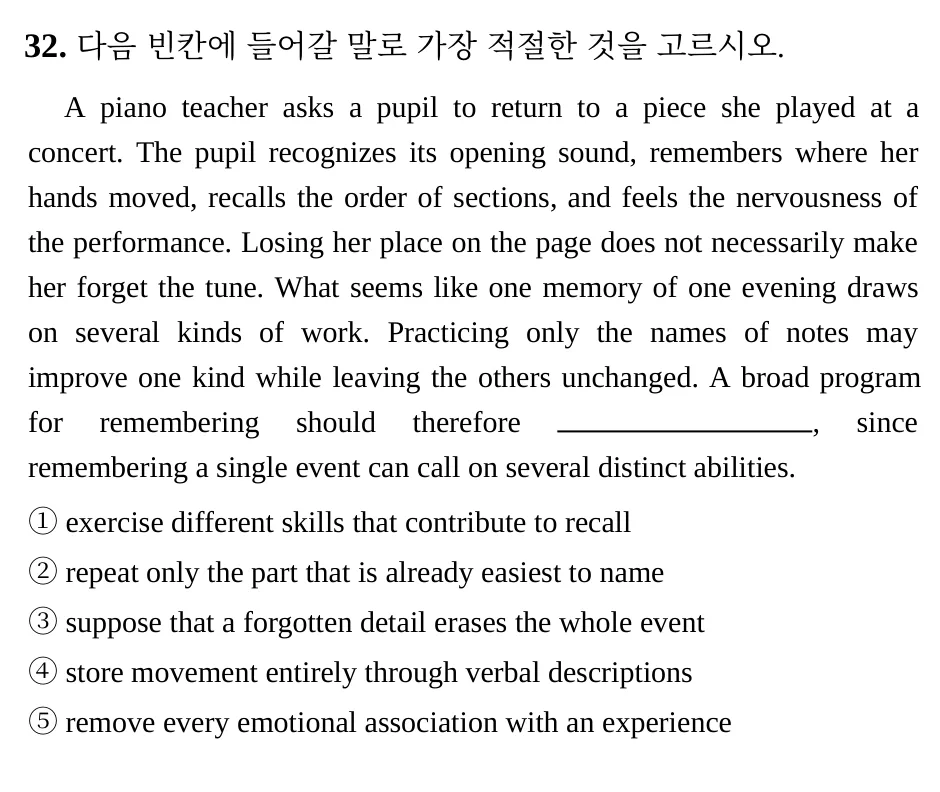 32. 다음 빈칸에 들어갈 말로 가장 적절한 것을 고르시오.
A piano teacher asks a pupil to return to a piece she played at a
concert. The pupil recognizes its opening sound, remembers where her
hands moved, recalls the order of sections, and feels the nervousness of
the performance. Losing her place on the page does not necessarily make
her forget the tune. What seems like one memory of one evening draws
on several kinds of work. Practicing only the names of notes may
improve one kind while leaving the others unchanged. A broad program
for remembering should therefore ________________, since
remembering a single event can call on several distinct abilities.
① exercise different skills that contribute to recall
② repeat only the part that is already easiest to name
③ suppose that a forgotten detail erases the whole event
④ store movement entirely through verbal descriptions
⑤ remove every emotional association with an experience